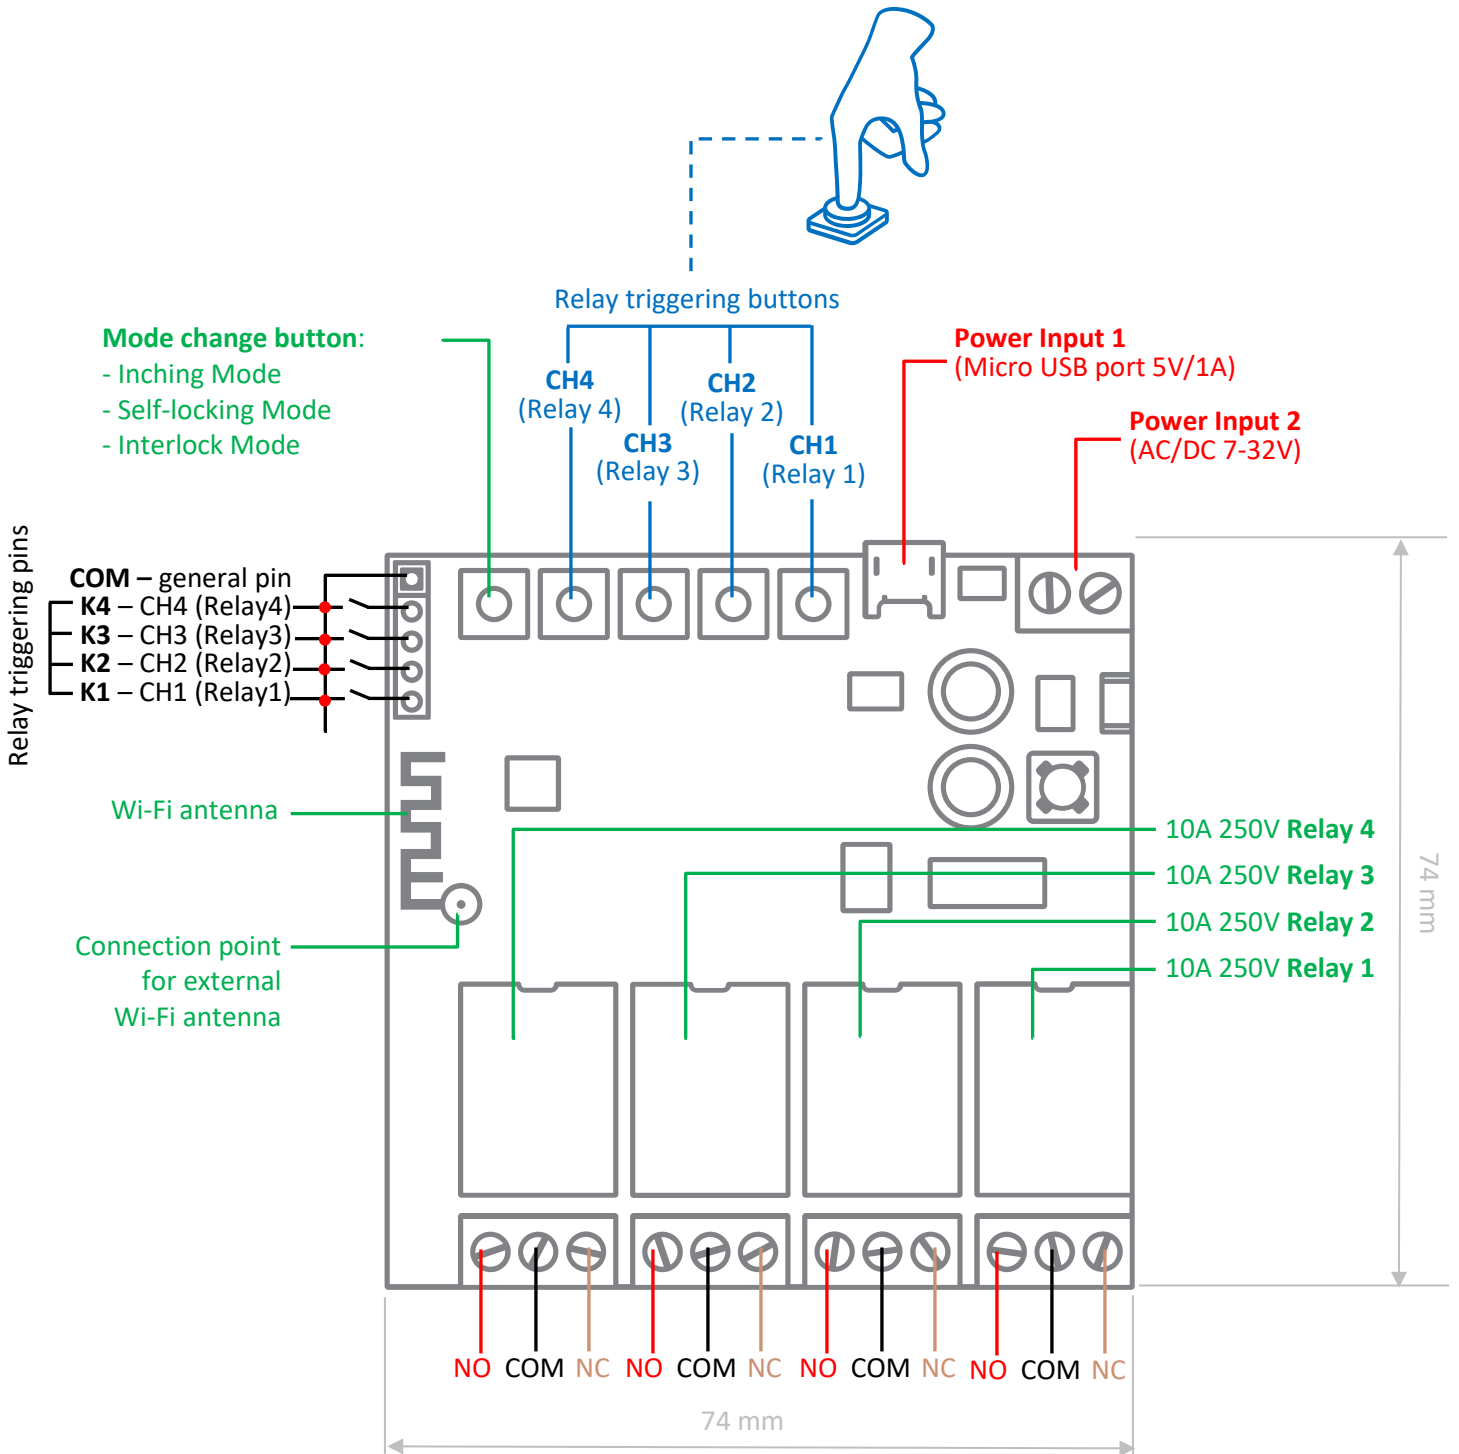 Relay triggering buttons
Mode change button:
- Inching Mode
- Self-locking Mode
- Interlock Mode
CH4
(Relay 4)
CH3
(Relay 3)
CH2
(Relay 2)
CH1
(Relay 1)
Power Input 1
(Micro USB port 5V/1A)
Power Input 2
(AC/DC 7-32V)
Relay triggering pins
COM – general pin
K4 – CH4 (Relay4)
K3 – CH3 (Relay3)
K2 – CH2 (Relay2)
K1 – CH1 (Relay1)
Wi-Fi antenna
Connection point
for external
Wi-Fi antenna
10A 250V Relay 4
10A 250V Relay 3
10A 250V Relay 2
10A 250V Relay 1
74 mm
NO COM NC NO COM NC NO COM NC NO COM NC
74 mm